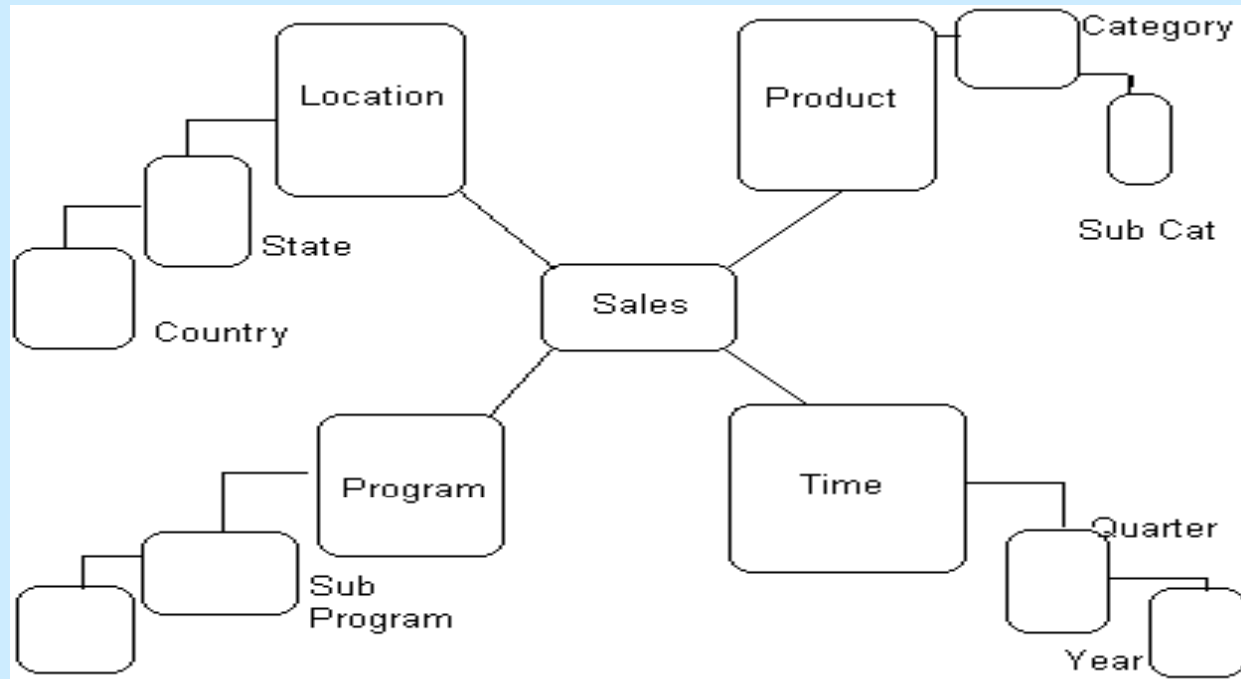 Category
Location
Product
Sub Cat
State
Sales
Country
Program
Time
Quarter
Sub
Program
Year